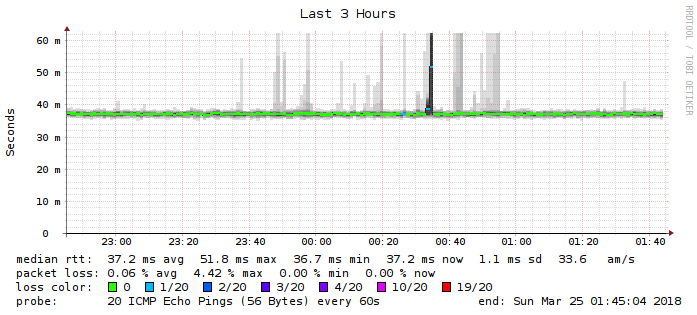 Last 3 Hours
RRDTOOL / TOBI OETIKER
Seconds
60 m
50 m
40 m
30 m
20 m
10 m
0
23:00 23:20 23:40 00:00 00:20 00:40 01:00 01:20 01:40
median rtt: 37.2 ms avg 51.8 ms max 36.7 ms min 37.2 ms now 1.1 ms sd 33.6 am/s
packet loss: 0.06 % avg 4.42 % max 0.00 % min 0.00 % now
loss color: 0 1/20 2/20 3/20 4/20 10/20 19/20
probe: 20 ICMP Echo Pings (56 Bytes) every 60s end: Sun Mar 25 01:45:04 2018